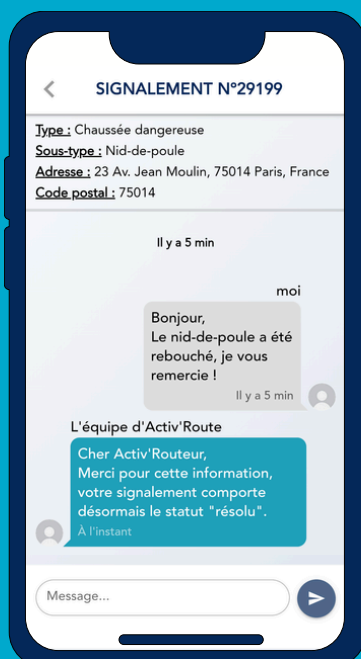 SIGNALEMENT N°29199
Type : Chaussée dangereuse
Sous-type : Nid-de-poule
Adresse : 23 Av. Jean Moulin, 75014 Paris, France
Code postal : 75014
Il y a 5 min
moi
Bonjour,
Le nid-de-poule a été
rebouché, je vous
remercie !
Il y a 5 min
L'équipe d'Activ'Route
Cher Activ'Routeur,
Merci pour cette information,
votre signalement comporte
désormais le statut "résolu".
À l'instant
Message...